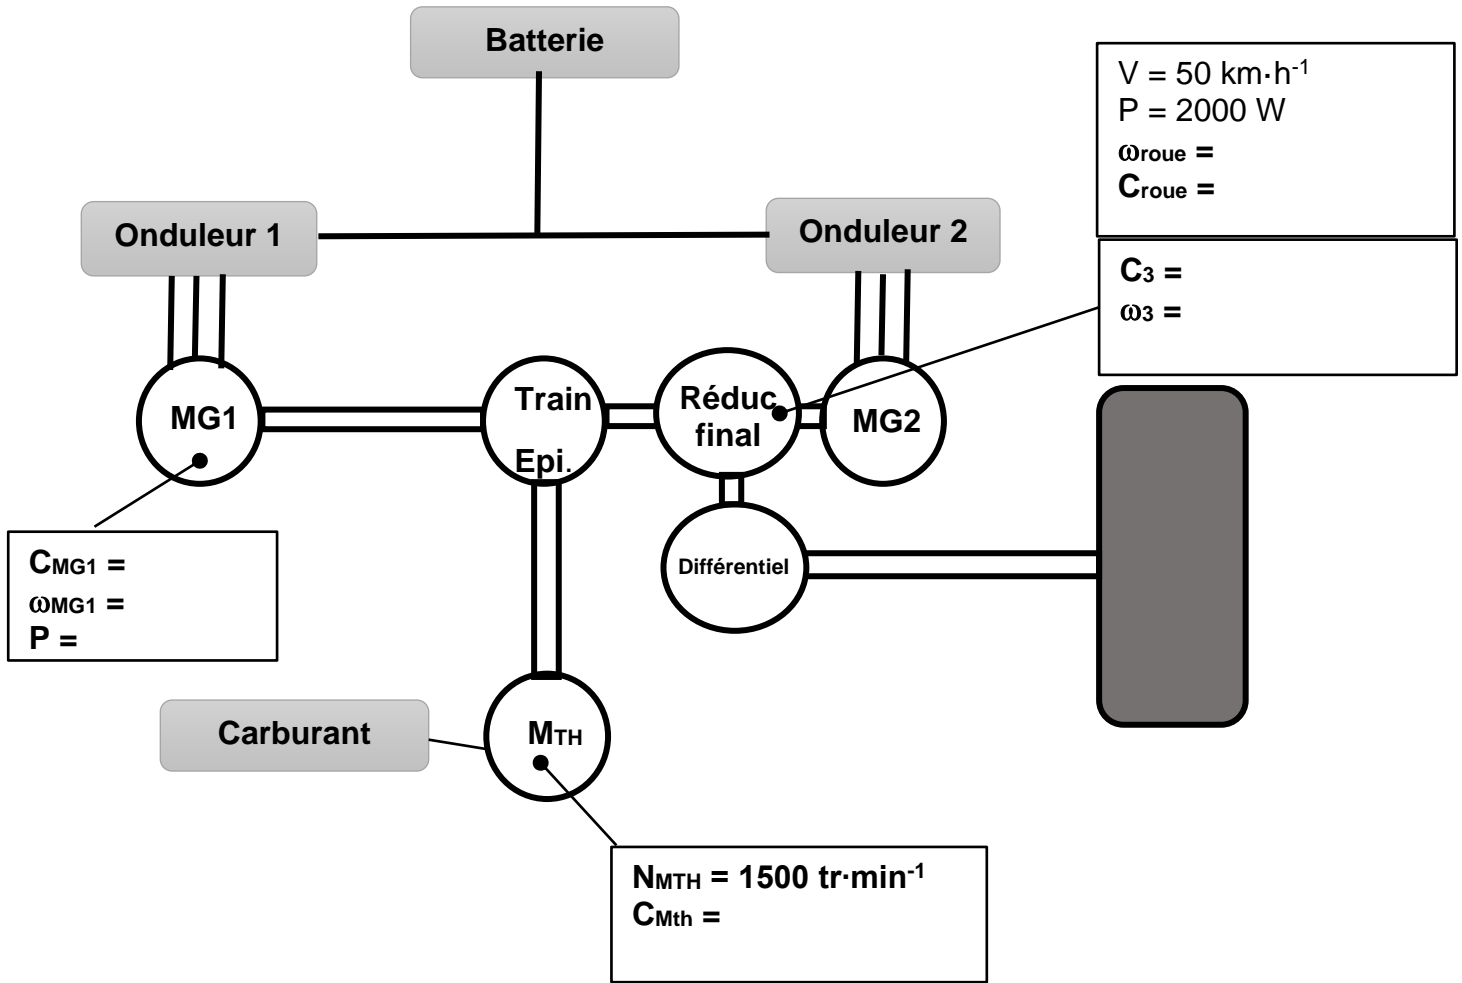 Batterie
V = 50 km·h-1
P = 2000 W
ωroue =
Croue =
Onduleur 1
Onduleur 2
C3 =
ω3 =
MG1
Train
Epi.
Réduc
final
MG2
CMG1 =
ωMG1 =
P =
Différentiel
Carburant
MTH
NMTH = 1500 tr·min-1
CMth =